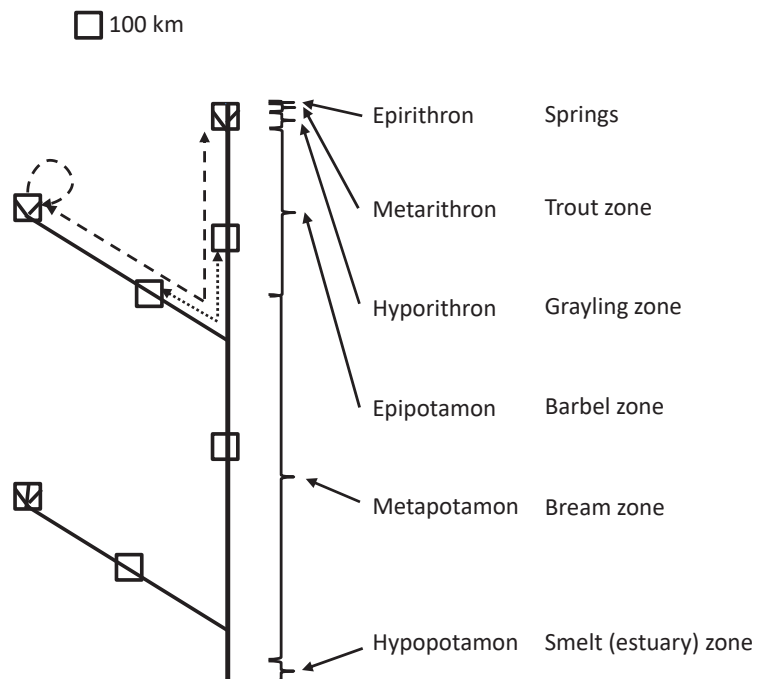 100 km
Epirithron Springs
Metarithron Trout zone
Hyporithron Grayling zone
Epipotamon Barbel zone
Metapotamon Bream zone
Hypopotamon Smelt (estuary) zone